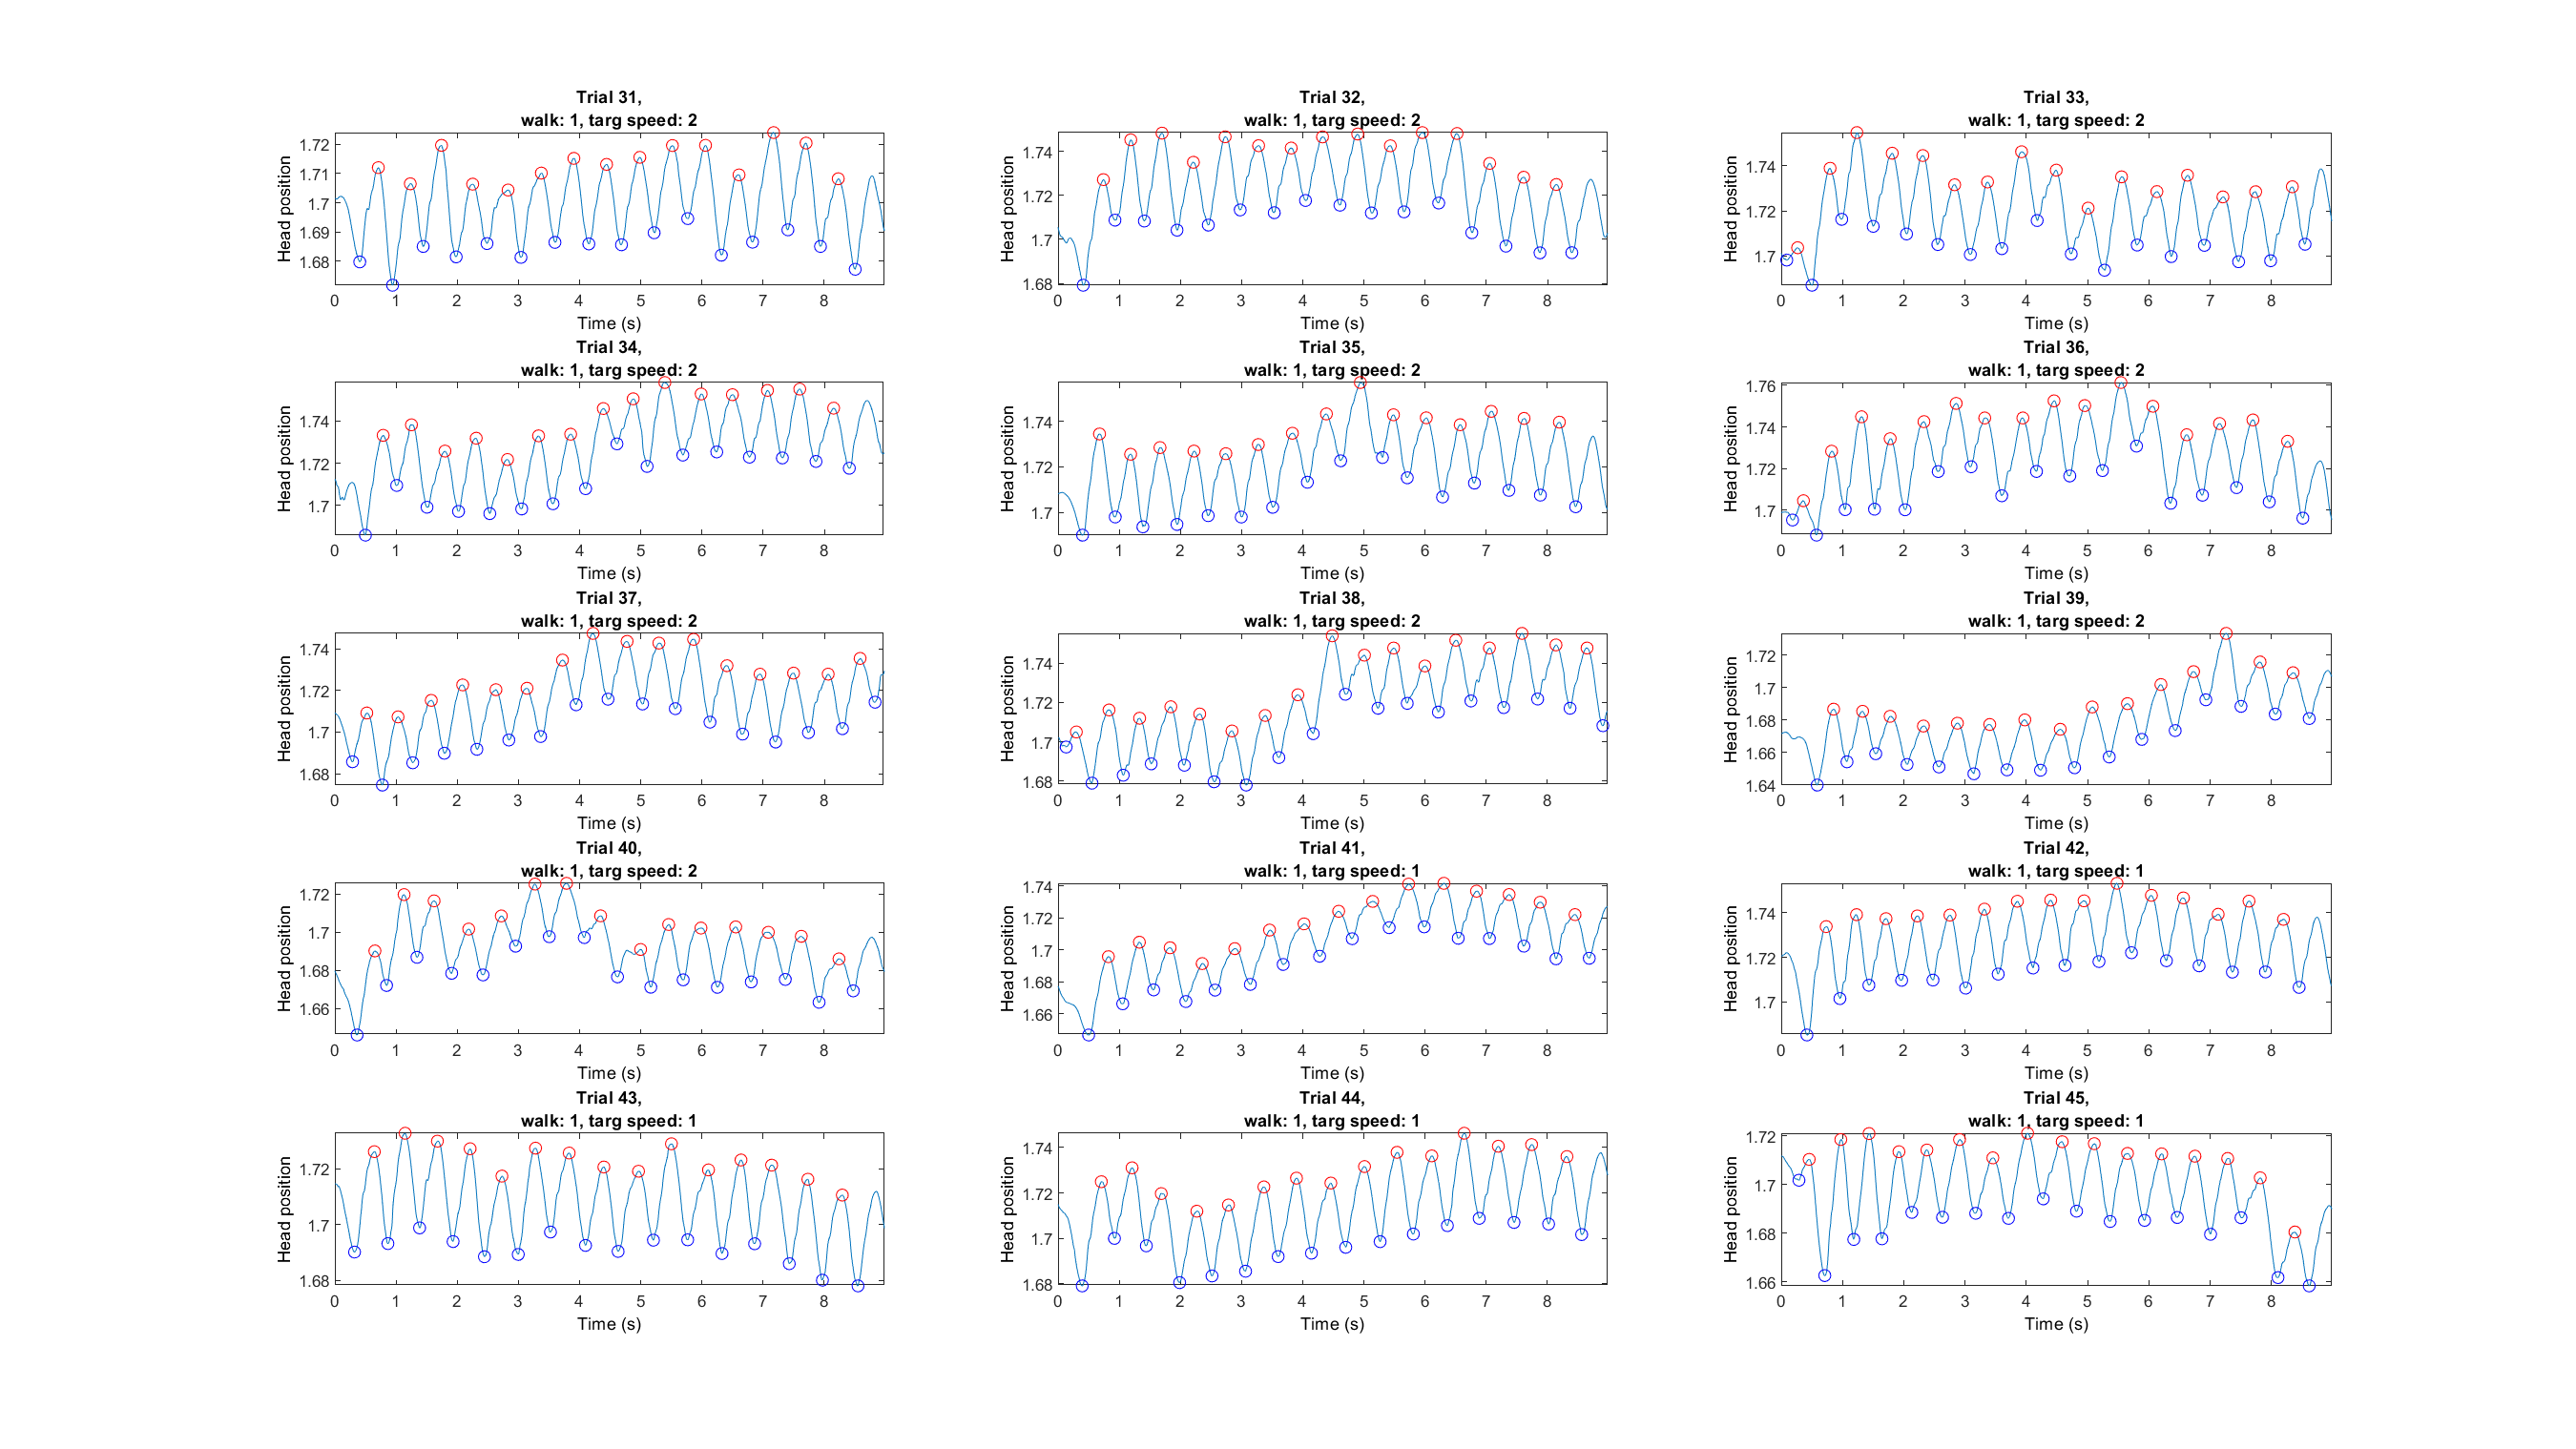 Trial 31,
walk: 1, targ speed: 2
Head position
1.72
1.71
1.7
1.69
1.68
0 1 2 3 4 5 6 7 8
Time (s)
Trial 32,
walk: 1, targ speed: 2
Head position
1.74
1.72
1.7
1.68
0 1 2 3 4 5 6 7 8
Time (s)
Trial 33,
walk: 1, targ speed: 2
Head position
1.74
1.72
1.7
0 1 2 3 4 5 6 7 8
Time (s)
Trial 34,
walk: 1, targ speed: 2
Head position
1.74
1.72
1.7
0 1 2 3 4 5 6 7 8
Time (s)
Trial 35,
walk: 1, targ speed: 2
Head position
1.74
1.72
1.7
0 1 2 3 4 5 6 7 8
Time (s)
Trial 36,
walk: 1, targ speed: 2
Head position
1.76
1.74
1.72
1.7
0 1 2 3 4 5 6 7 8
Time (s)
Trial 37,
walk: 1, targ speed: 2
Head position
1.74
1.72
1.7
1.68
0 1 2 3 4 5 6 7 8
Time (s)
Trial 38,
walk: 1, targ speed: 2
Head position
1.74
1.72
1.7
1.68
0 1 2 3 4 5 6 7 8
Time (s)
Trial 39,
walk: 1, targ speed: 2
Head position
1.72
1.7
1.68
1.66
1.64
0 1 2 3 4 5 6 7 8
Time (s)
Trial 40,
walk: 1, targ speed: 2
Head position
1.72
1.7
1.68
1.66
0 1 2 3 4 5 6 7 8
Time (s)
Trial 41,
walk: 1, targ speed: 1
Head position
1.74
1.72
1.7
1.68
1.66
0 1 2 3 4 5 6 7 8
Time (s)
Trial 42,
walk: 1, targ speed: 1
Head position
1.74
1.72
1.7
0 1 2 3 4 5 6 7 8
Time (s)
Trial 43,
walk: 1, targ speed: 1
Head position
1.72
1.7
1.68
0 1 2 3 4 5 6 7 8
Time (s)
Trial 44,
walk: 1, targ speed: 1
Head position
1.74
1.72
1.7
1.68
0 1 2 3 4 5 6 7 8
Time (s)
Trial 45,
walk: 1, targ speed: 1
Head position
1.72
1.7
1.68
1.66
0 1 2 3 4 5 6 7 8
Time (s)